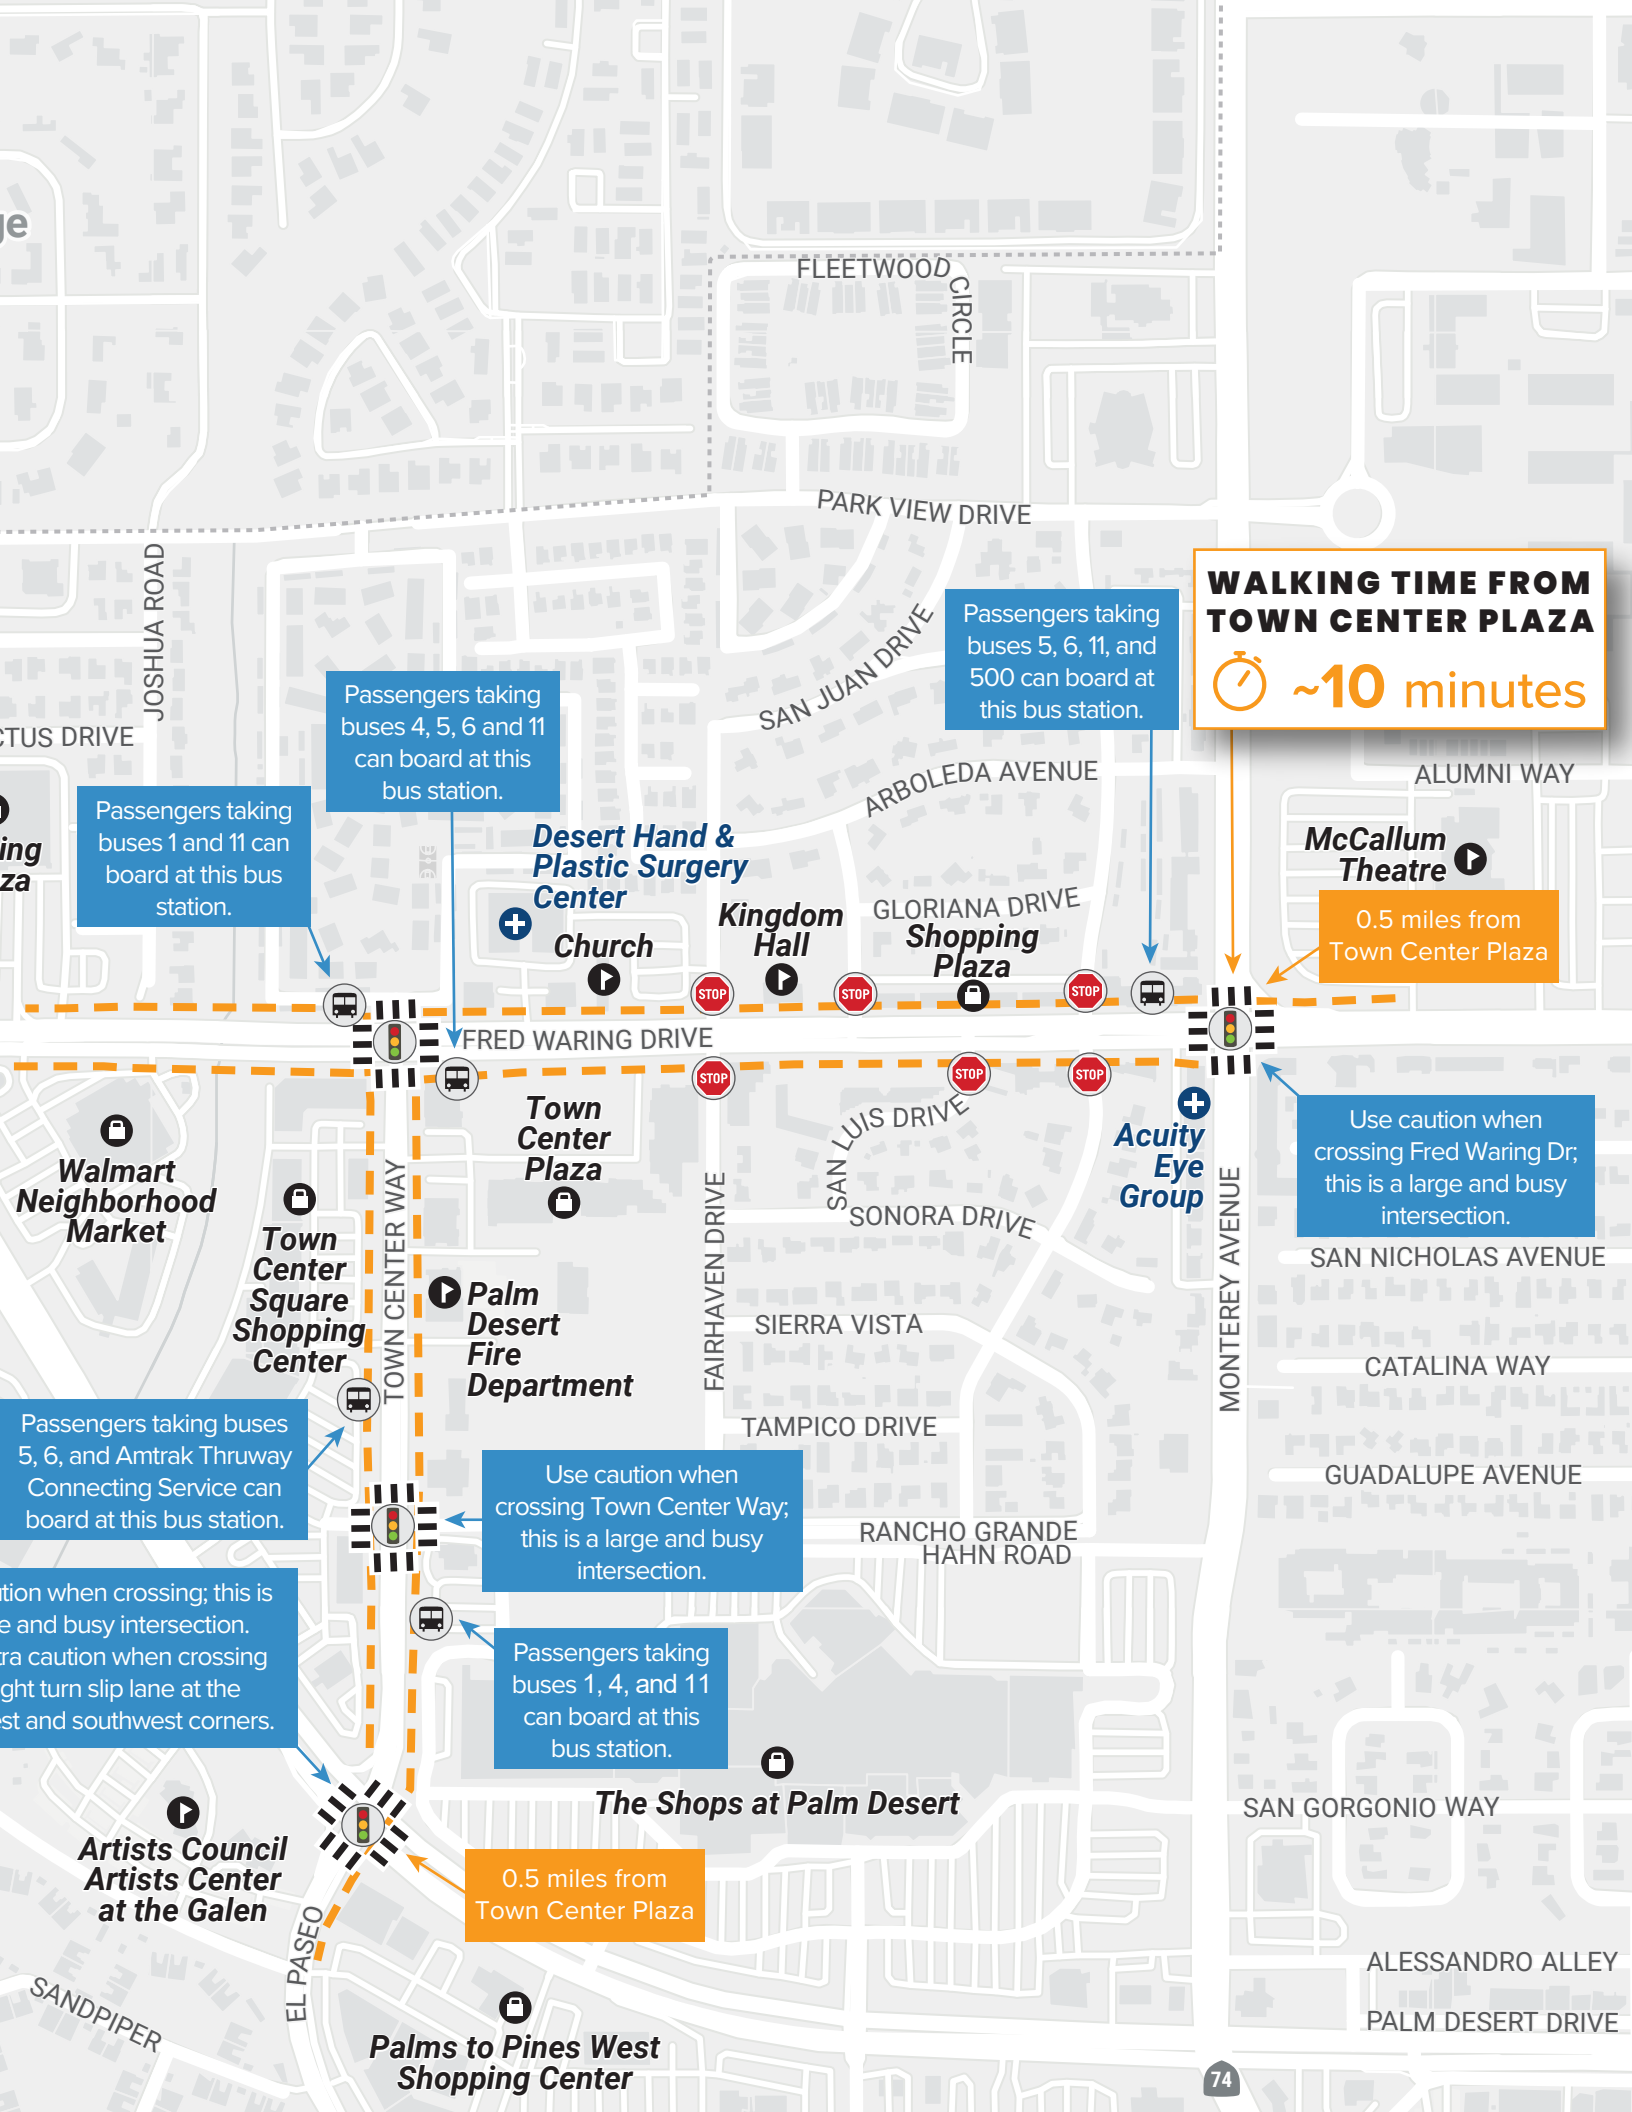 ge
FLEETWOOD
CIRCLE
PARK VIEW DRIVE
JOSHUA ROAD
WALKING TIME FROM
TOWN CENTER PLAZA
~10 minutes
Passengers taking
buses 5, 6, 11, and
500 can board at
this bus station.
SAN JUAN DRIVE
Passengers taking
buses 4, 5, 6 and 11
can board at this
bus station.
CTUS DRIVE
ARBOLEDA AVENUE
ALUMNI WAY
Passengers taking
buses 1 and 11 can
board at this bus
station.
ing
za
Desert Hand &
Plastic Surgery
Center
McCallum
Theatre
Church
Kingdom
Hall
GLORIANA DRIVE
Shopping
Plaza
0.5 miles from
Town Center Plaza
STOP
STOP
STOP
FRED WARING DRIVE
STOP
STOP
STOP
Town
Center
Plaza
SAN LUIS DRIVE
Acuity
Eye
Group
Use caution when
crossing Fred Waring Dr;
this is a large and busy
intersection.
Walmart
Neighborhood
Market
Town
Center
Square
Shopping
Center
TOWN CENTER WAY
FAIRHAVEN DRIVE
SONORA DRIVE
MONTEREY AVENUE
SAN NICHOLAS AVENUE
Palm
Desert
Fire
Department
SIERRA VISTA
CATALINA WAY
Passengers taking buses
5, 6, and Amtrak Thruway
Connecting Service can
board at this bus station.
TAMPICO DRIVE
GUADALUPE AVENUE
Use caution when
crossing Town Center Way;
this is a large and busy
intersection.
RANCHO GRANDE
HAHN ROAD
tion when crossing; this is
e and busy intersection.
tra caution when crossing
ght turn slip lane at the
est and southwest corners.
Passengers taking
buses 1, 4, and 11
can board at this
bus station.
The Shops at Palm Desert
SAN GORGONIO WAY
Artists Council
Artists Center
at the Galen
0.5 miles from
Town Center Plaza
EL PASEO
ALESSANDRO ALLEY
SANDPIPER
PALM DESERT DRIVE
Palms to Pines West
Shopping Center
74